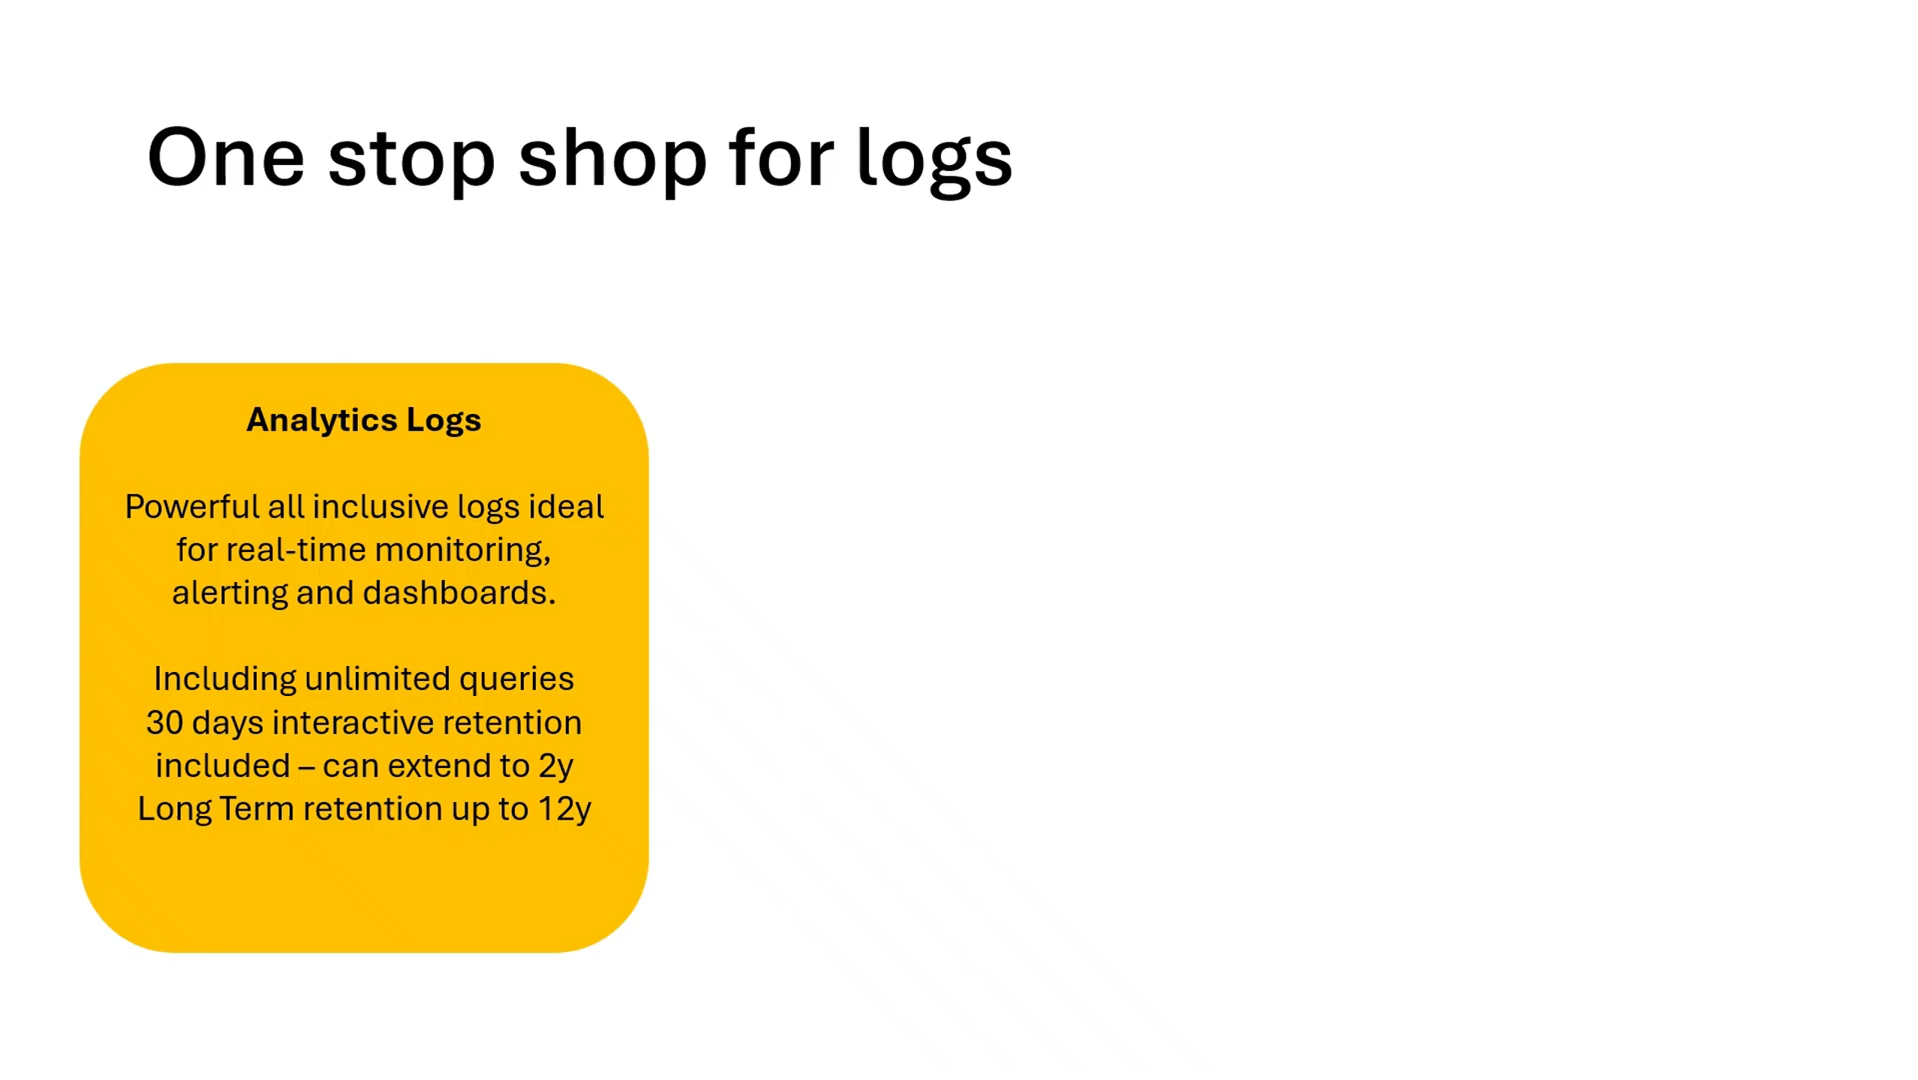 One stop shop for logs
Analytics Logs
Powerful all inclusive logs ideal
for real-time monitoring,
alerting and dashboards.
Including unlimited queries
30 days interactive retention
included – can extend to 2y
Long Term retention up to 12y